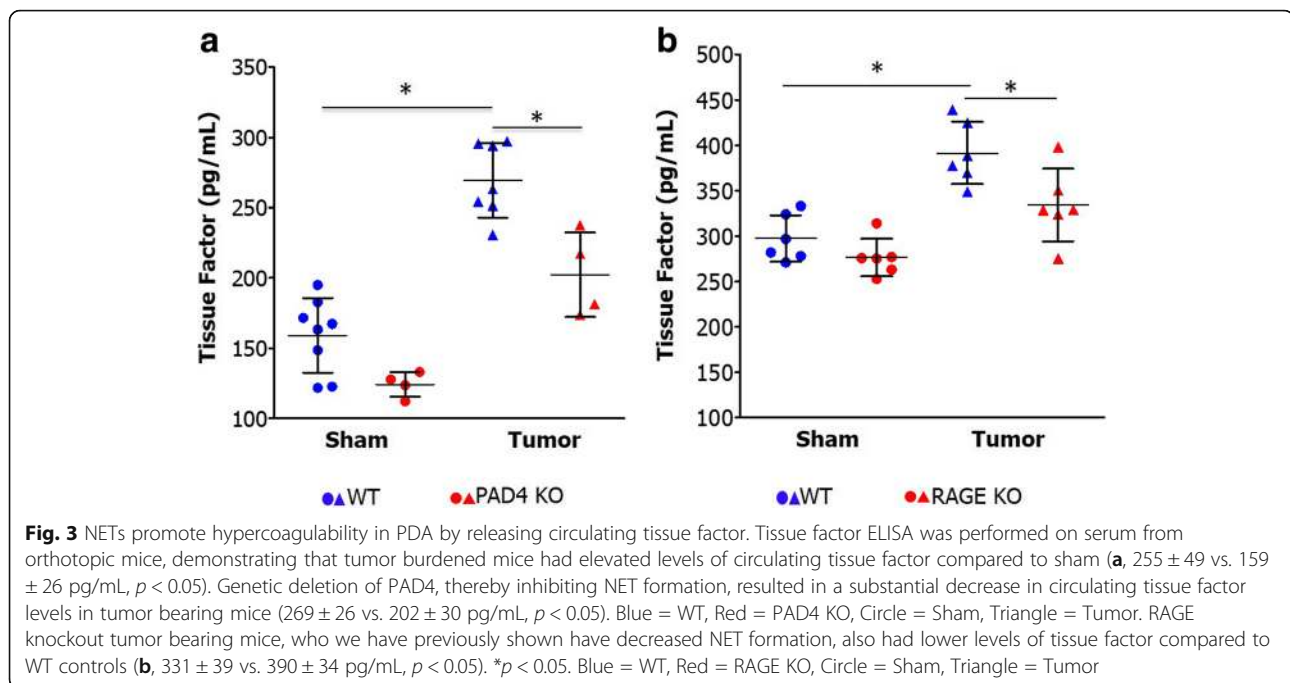 a
b
350
300
250
200
150
100
Tissue Factor (pg/mL)
*
*
Sham
Tumor
WT
PAD4 KO
500
450
400
350
300
250
200
150
100
Tissue Factor (pg/mL)
*
*
Sham
Tumor
WT
RAGE KO
Fig. 3 NETs promote hypercoagulability in PDA by releasing circulating tissue factor. Tissue factor ELISA was performed on serum from
orthotopic mice, demonstrating that tumor burdened mice had elevated levels of circulating tissue factor compared to sham (a, 255 ± 49 vs. 159
± 26 pg/mL, p < 0.05). Genetic deletion of PAD4, thereby inhibiting NET formation, resulted in a substantial decrease in circulating tissue factor
levels in tumor bearing mice (269 ± 26 vs. 202 ± 30 pg/mL, p < 0.05). Blue = WT, Red = PAD4 KO, Circle = Sham, Triangle = Tumor. RAGE
knockout tumor bearing mice, who we have previously shown have decreased NET formation, also had lower levels of tissue factor compared to
WT controls (b, 331 ± 39 vs. 390 ± 34 pg/mL, p < 0.05). *p < 0.05. Blue = WT, Red = RAGE KO, Circle = Sham, Triangle = Tumor